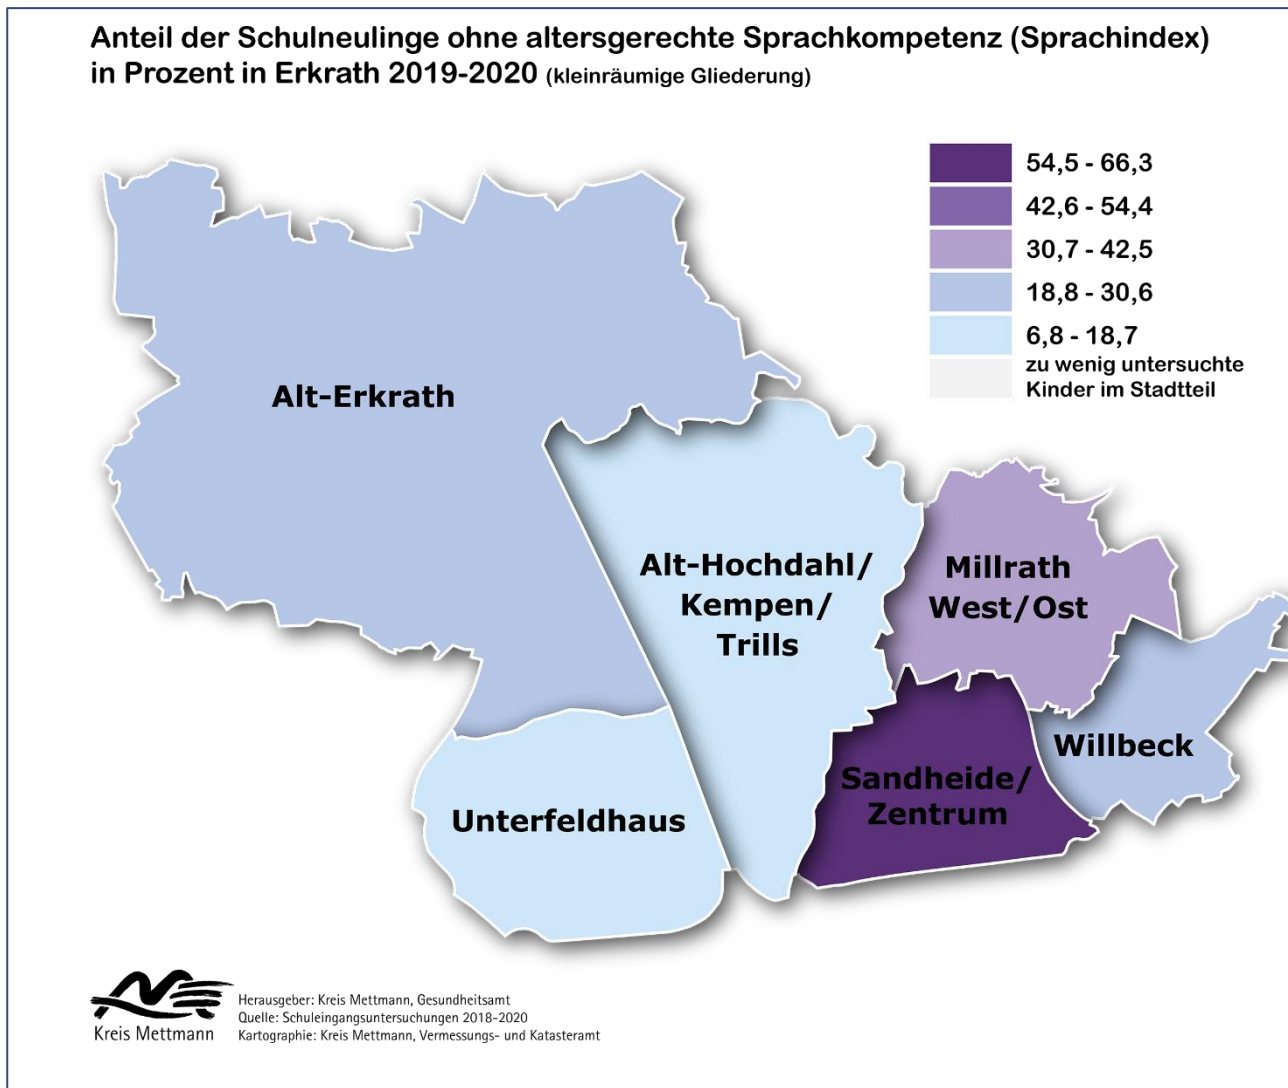 Anteil der Schulneulinge ohne altersgerechte Sprachkompetenz (Sprachindex)
in Prozent in Erkrath 2019-2020 (kleinräumige Gliederung)
54,5 - 66,3
42,6 - 54,4
30,7 - 42,5
18,8 - 30,6
6,8 - 18,7
zu wenig untersuchte
Kinder im Stadtteil
Alt-Erkrath
Alt-Hochdahl/
Kempen/
Trills
Millrath
West/Ost
Willbeck
Sandheide/
Zentrum
Unterfeldhaus
Kreis Mettmann
Herausgeber: Kreis Mettmann, Gesundheitsamt
Quelle: Schuleingangsuntersuchungen 2018-2020
Kartographie: Kreis Mettmann, Vermessungs- und Katasteramt